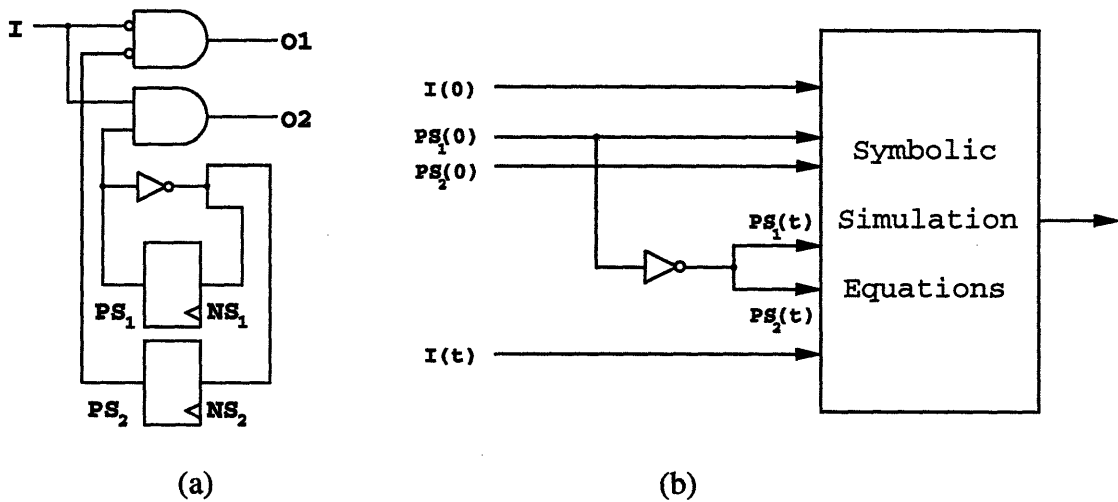 I
O1
O2
PS1 NS1
PS2 NS2
(a)
I(0)
PS1(0)
PS2(0)
PS1(t)
PS2(t)
I(t)
Symbolic
Simulation
Equations
(b)